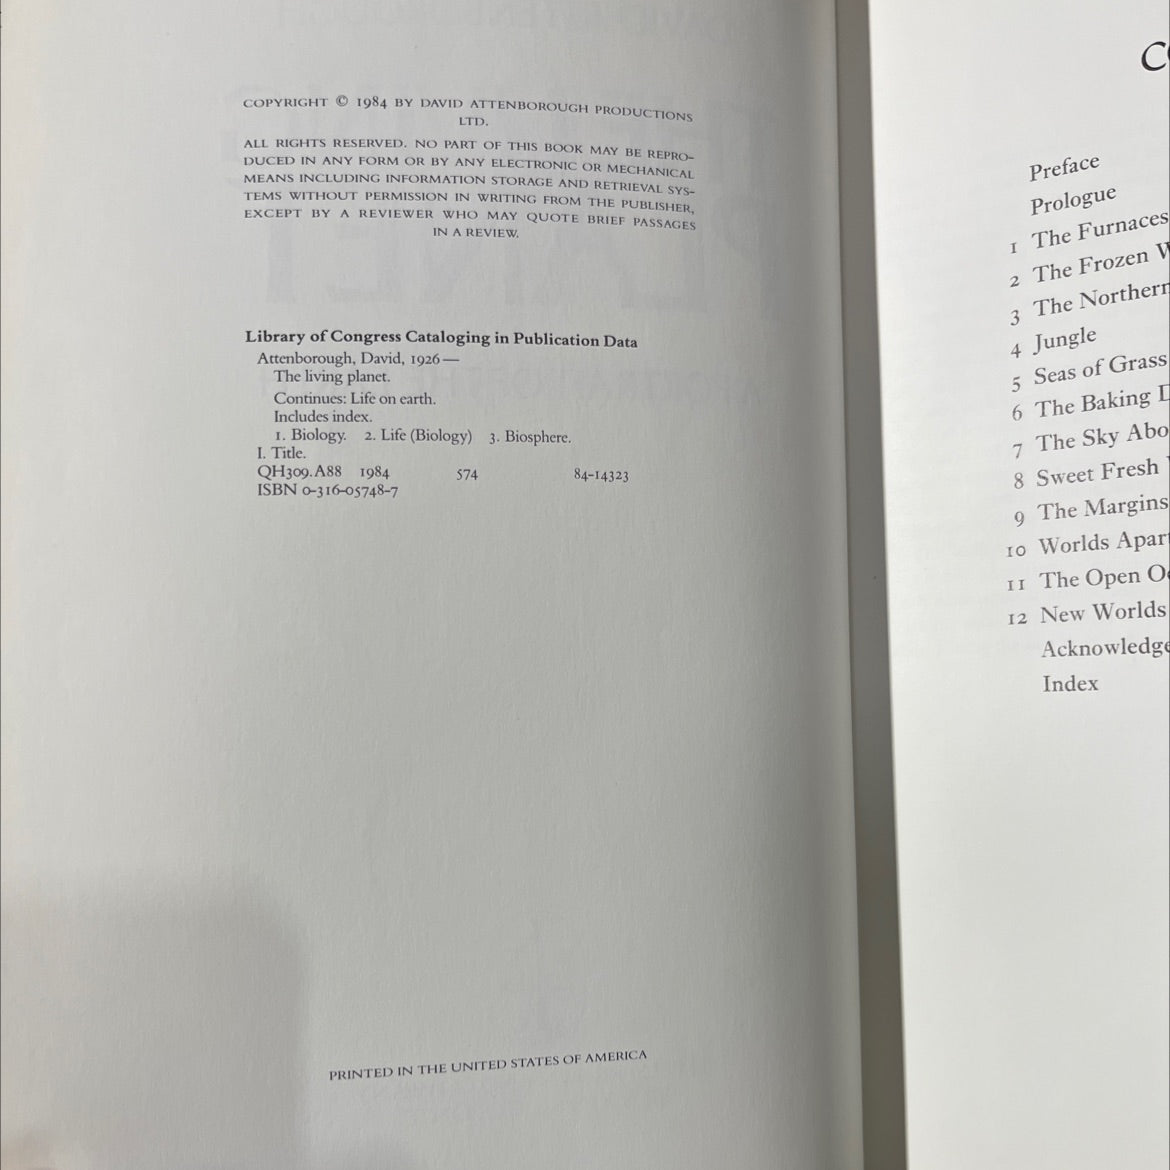 COPYRIGHT © 1984 BY DAVID ATTENBOROUGH PRODUCTIONS
LTD.
ALL RIGHTS RESERVED. NO PART OF THIS BOOK MAY BE REPRO-
DUCED IN ANY FORM OR BY ANY ELECTRONIC OR MECHANICAL
MEANS INCLUDING INFORMATION STORAGE AND RETRIEVAL SYS-
TEMS WITHOUT PERMISSION IN WRITING FROM THE PUBLISHER,
EXCEPT BY A REVIEWER WHO MAY QUOTE BRIEF PASSAGES
IN A REVIEW.
Library of Congress Cataloging in Publication Data
Attenborough, David, 1926—
The living planet.
Continues: Life on earth.
Includes index.
1. Biology. 2. Life (Biology) 3. Biosphere.
I. Title.
QH309.A88 1984 574 84-14323
ISBN 0-316-05748-7
PRINTED IN THE UNITED STATES OF AMERICA
Preface
Prologue
1 The Furnaces
2 The Frozen
3 The Northern
4 Jungle
5 Seas of Grass
6 The Baking
7 The Sky
8 Sweet Fresh
9 The Margins
10 Worlds Apart
11 The Open
12 New Worlds
Index